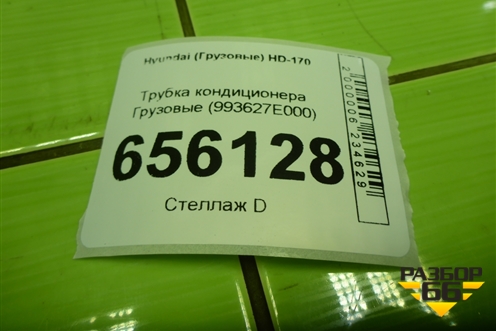 Hyundai (Грузовые) HD-170
Трубка кондиционера
Грузовые (993627E000)
656128
Стеллаж D
2000006234629
РАЗБОР
66